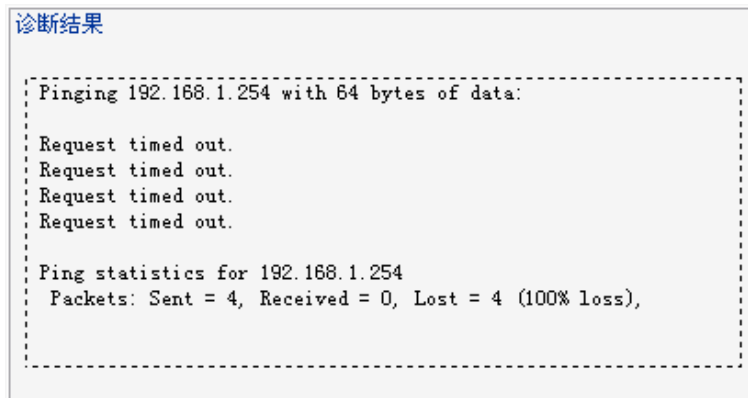 诊断结果
Pinging 192.168.1.254 with 64 bytes of data:
Request timed out.
Request timed out.
Request timed out.
Request timed out.
Ping statistics for 192.168.1.254
Packets: Sent = 4, Received = 0, Lost = 4 (100% loss),